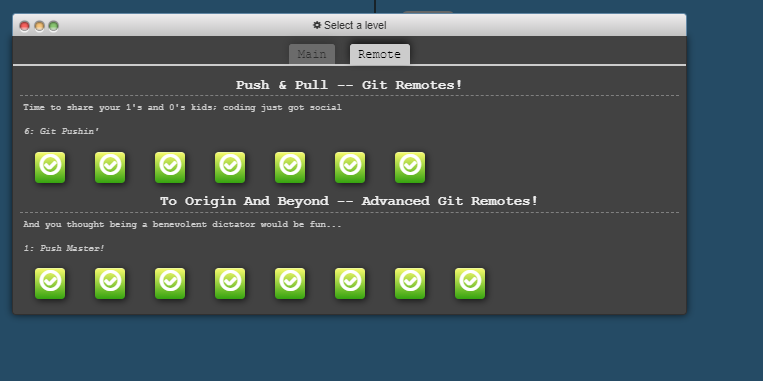 Select a level
Main Remote
Push & Pull -- Git Remotes!
Time to share your 1's and 0's kids; coding just got social
6: Git Pushin'
To Origin And Beyond -- Advanced Git Remotes!
And you thought being a benevolent dictator would be fun...
1: Push Master!